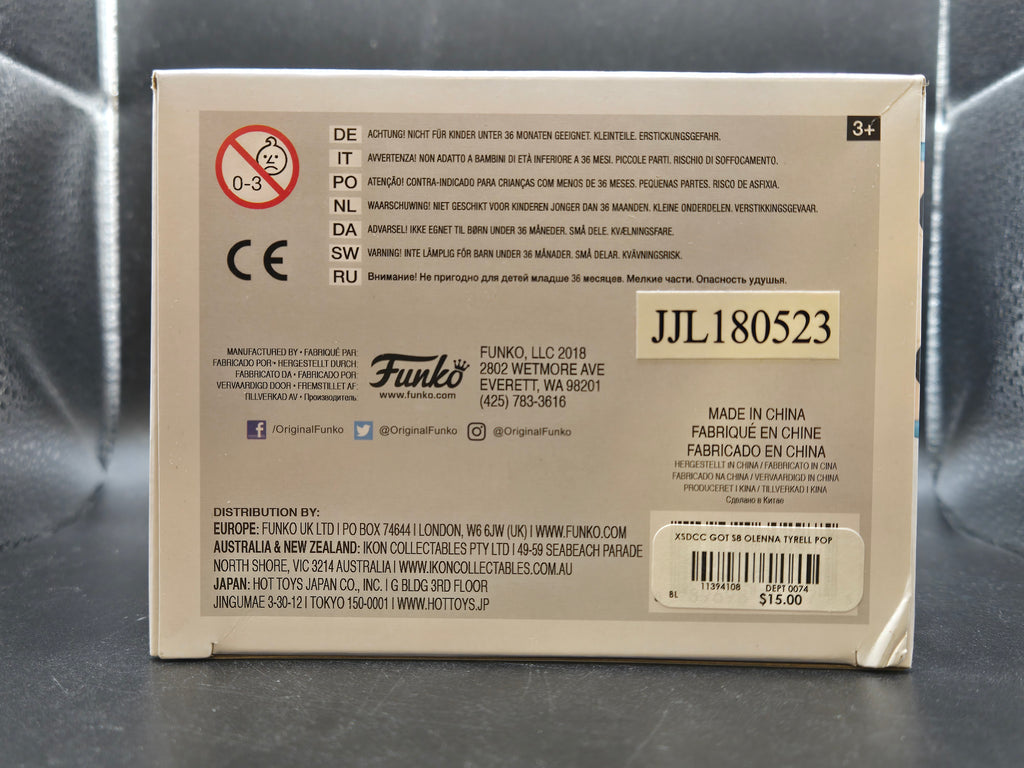 0-3
3+
DE ACHTUNG! NICHT FÜR KINDER UNTER 36 MONATEN GEEIGNET. KLEINTEILE. ERSTICKUNGSGEFAHR.
IT AVVERTENZA! NON ADATTO A BAMBINI DI ETÀ INFERIORE A 36 MESI. PICCOLE PARTI. RISCHIO DI SOFFOCAMENTO.
PO ATENÇÃO! CONTRA-INDICADO PARA CRIANÇAS COM MENOS DE 36 MESES. PEQUENAS PARTES. RISCO DE ASFIXIA.
NL WAARSCHUWING! NIET GESCHIKT VOOR KINDEREN JONGER DAN 36 MAANDEN. KLEINE ONDERDELEN. VERSTIKKINGSGEVAAR.
DA ADVARSEL! IKKE EGNET TIL BØRN UNDER 36 MÅNEDER. SMÅ DELE. KVÆLNINGSFARE.
SW VARNING! INTE LÄMPLIG FÖR BARN UNDER 36 MÅNADER. SMÅ DELAR. KVÄVNINGSRISK.
RU Внимание! Не пригодно для детей младше 36 месяцев. Мелкие части. Опасность удушья.
CE
JJL180523
MANUFACTURED BY • FABRIQUÉ PAR:
FABRICADO POR • HERGESTELLT DURCH:
FABBRICATO DA • FABRICADO POR:
VERVAARDIGD DOOR • FREMSTILLET AF:
TILLVERKAD AV • Производитель:
Funko
www.funko.com
FUNKO, LLC 2018
2802 WETMORE AVE
EVERETT, WA 98201
(425) 783-3616
/OriginalFunko @OriginalFunko @OriginalFunko
MADE IN CHINA
FABRIQUÉ EN CHINE
FABRICADO EN CHINA
HERGESTELLT IN CHINA / FABBRICATO IN CINA
FABRICADO NA CHINA / VERVAARDIGD IN CHINA
PRODUCERET I KINA / TILLVERKAD I KINA
Сделано в Китае
DISTRIBUTION BY:
EUROPE: FUNKO UK LTD | PO BOX 74644 | LONDON, W6 6JW (UK) | WWW.FUNKO.COM
AUSTRALIA & NEW ZEALAND: IKON COLLECTABLES PTY LTD | 49-59 SEABEACH PARADE
NORTH SHORE, VIC 3214 AUSTRALIA | WWW.IKONCOLLECTABLES.COM.AU
JAPAN: HOT TOYS JAPAN CO., INC. | G BLDG 3RD FLOOR
JINGUMAE 3-30-12 | TOKYO 150-0001 | WWW.HOTTOYS.JP
XSDCC GOT S8 OLENNA TYRELL POP
11394108 DEPT 0074
BL $15.00